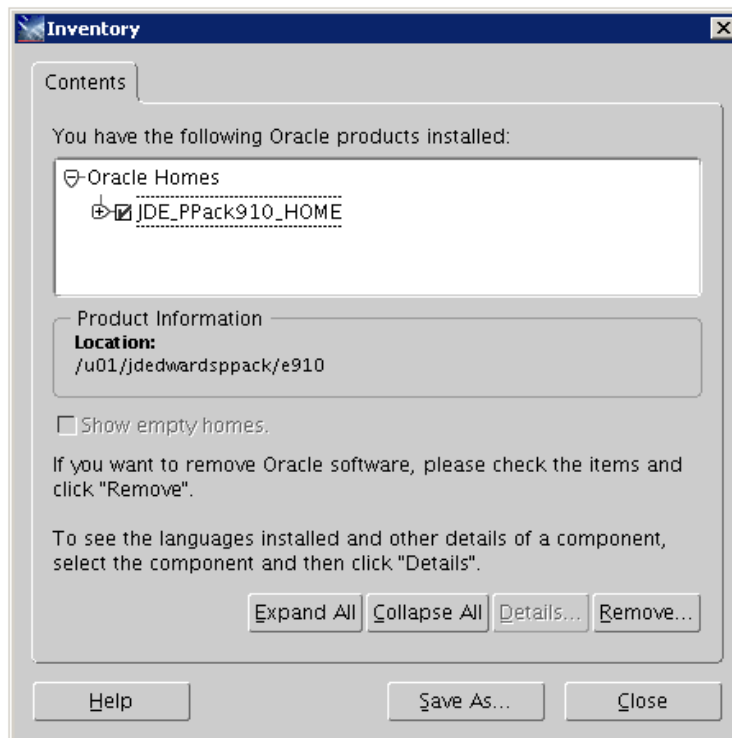 Inventory
Contents
You have the following Oracle products installed:
Oracle Homes
JDE_PPack910_HOME
Product Information
Location:
/u01/jdedwardsppack/e910
Show empty homes.
If you want to remove Oracle software, please check the items and
click "Remove".
To see the languages installed and other details of a component,
select the component and then click "Details".
Expand All Collapse All Details... Remove...
Help Save As... Close